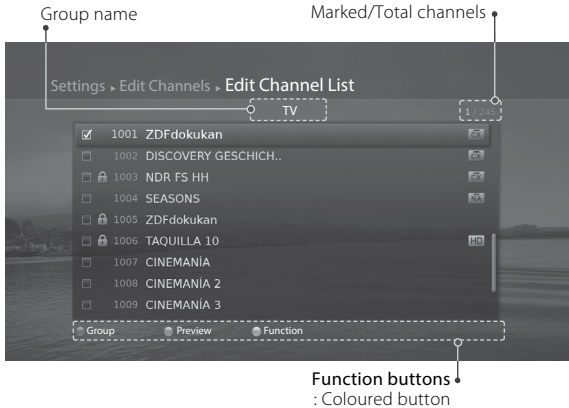 Group name
Marked/Total channels
Settings ▸ Edit Channels ▸ Edit Channel List
TV
1 / 245
1001 ZDFdokukan
1002 DISCOVERY GESCHICH..
1003 NDR FS HH
1004 SEASONS
1005 ZDFdokukan
1006 TAQUILLA 10 HD
1007 CINEMANÍA
1008 CINEMANÍA 2
1009 CINEMANÍA 3
Group Preview Function
Function buttons
: Coloured button